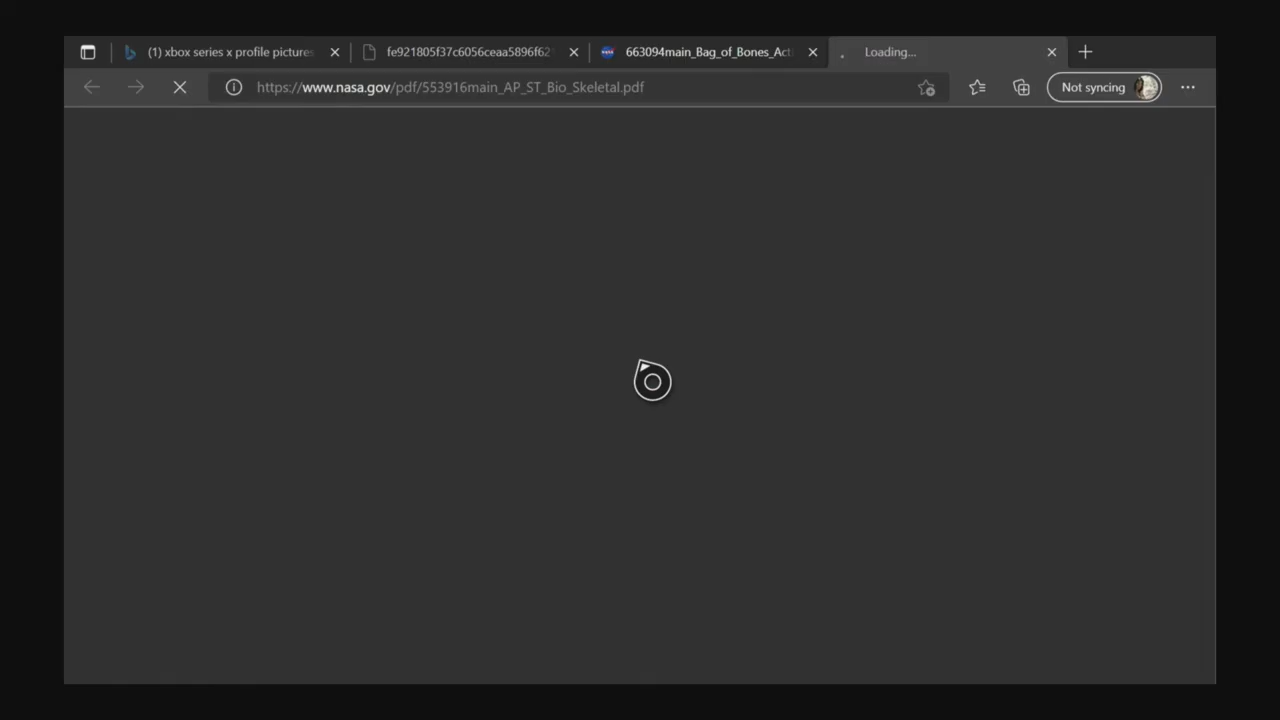 (1) xbox series x profile pictures
fe921805f37c6056ceaa5896f62
663094main_Bag_of_Bones_Act
Loading...
https://www.nasa.gov/pdf/553916main_AP_ST_Bio_Skeletal.pdf
Not syncing